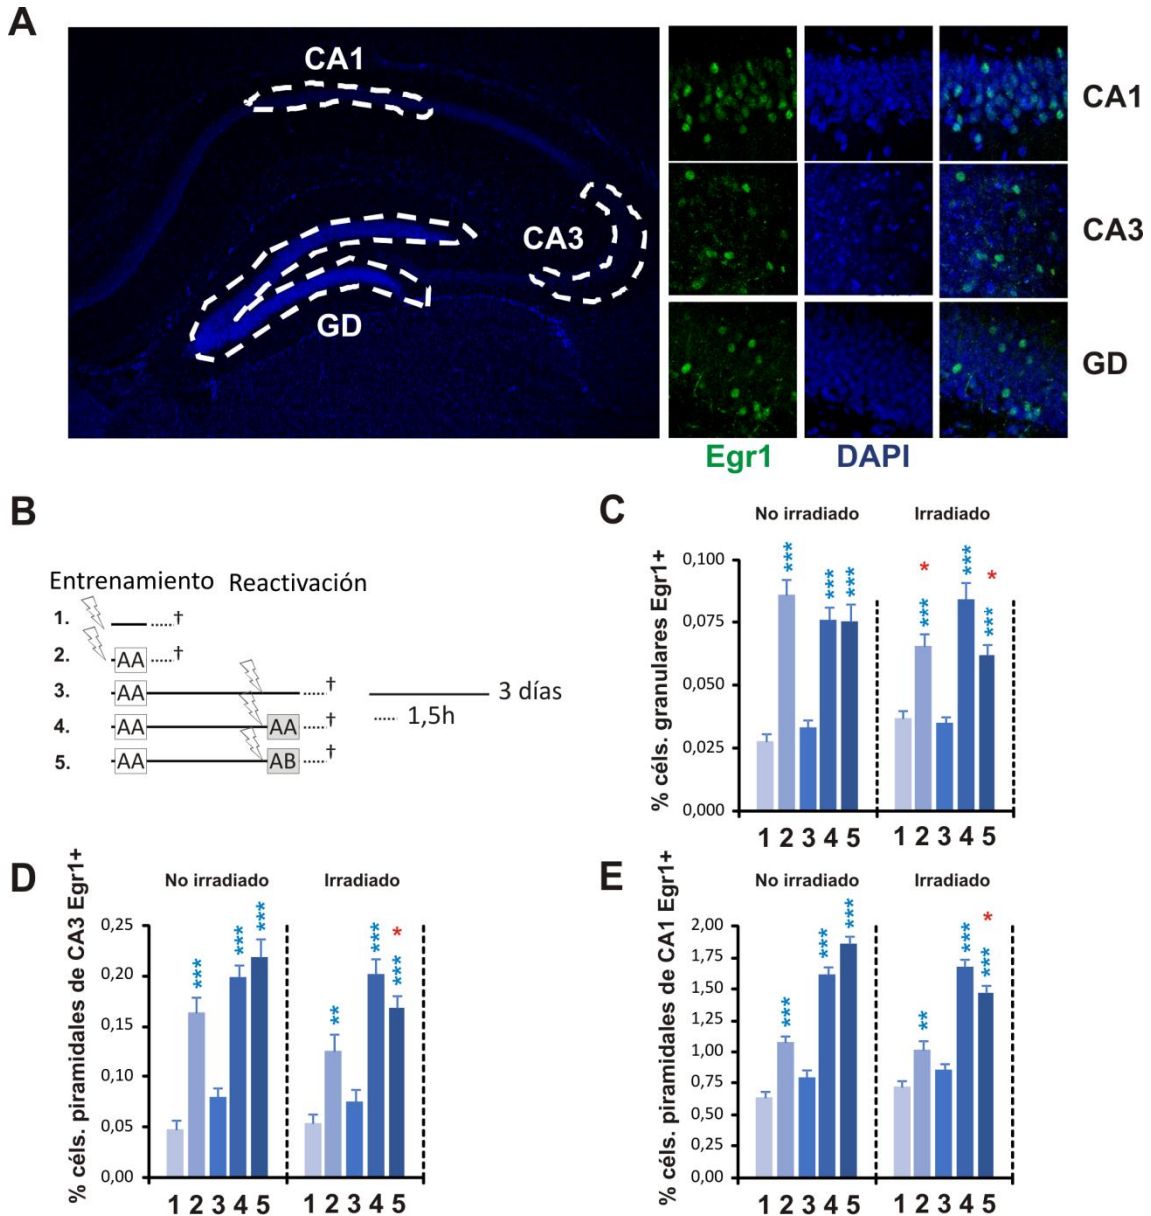 A
CA1
CA3
GD
CA1
CA3
GD
Egr1
DAPI
B
Entrenamiento
Reactivación
1.
†
2.
AA
†
3.
AA
†
4.
AA
AA
†
5.
AA
AB
†
3 días
1,5h
C
No irradiado
Irradiado
% céls. granulares Egr1+
0,100
0,075
0,050
0,025
0,000
***
***
***
***
*
***
***
*
1 2 3 4 5
1 2 3 4 5
D
No irradiado
Irradiado
% céls. piramidales de CA3 Egr1+
0,25
0,20
0,15
0,10
0,05
0,00
***
***
***
**
***
***
*
1 2 3 4 5
1 2 3 4 5
E
No irradiado
Irradiado
% céls. piramidales de CA1 Egr1+
2,00
1,75
1,50
1,25
1,00
0,75
0,50
0,25
0,00
***
***
***
**
***
***
*
1 2 3 4 5
1 2 3 4 5